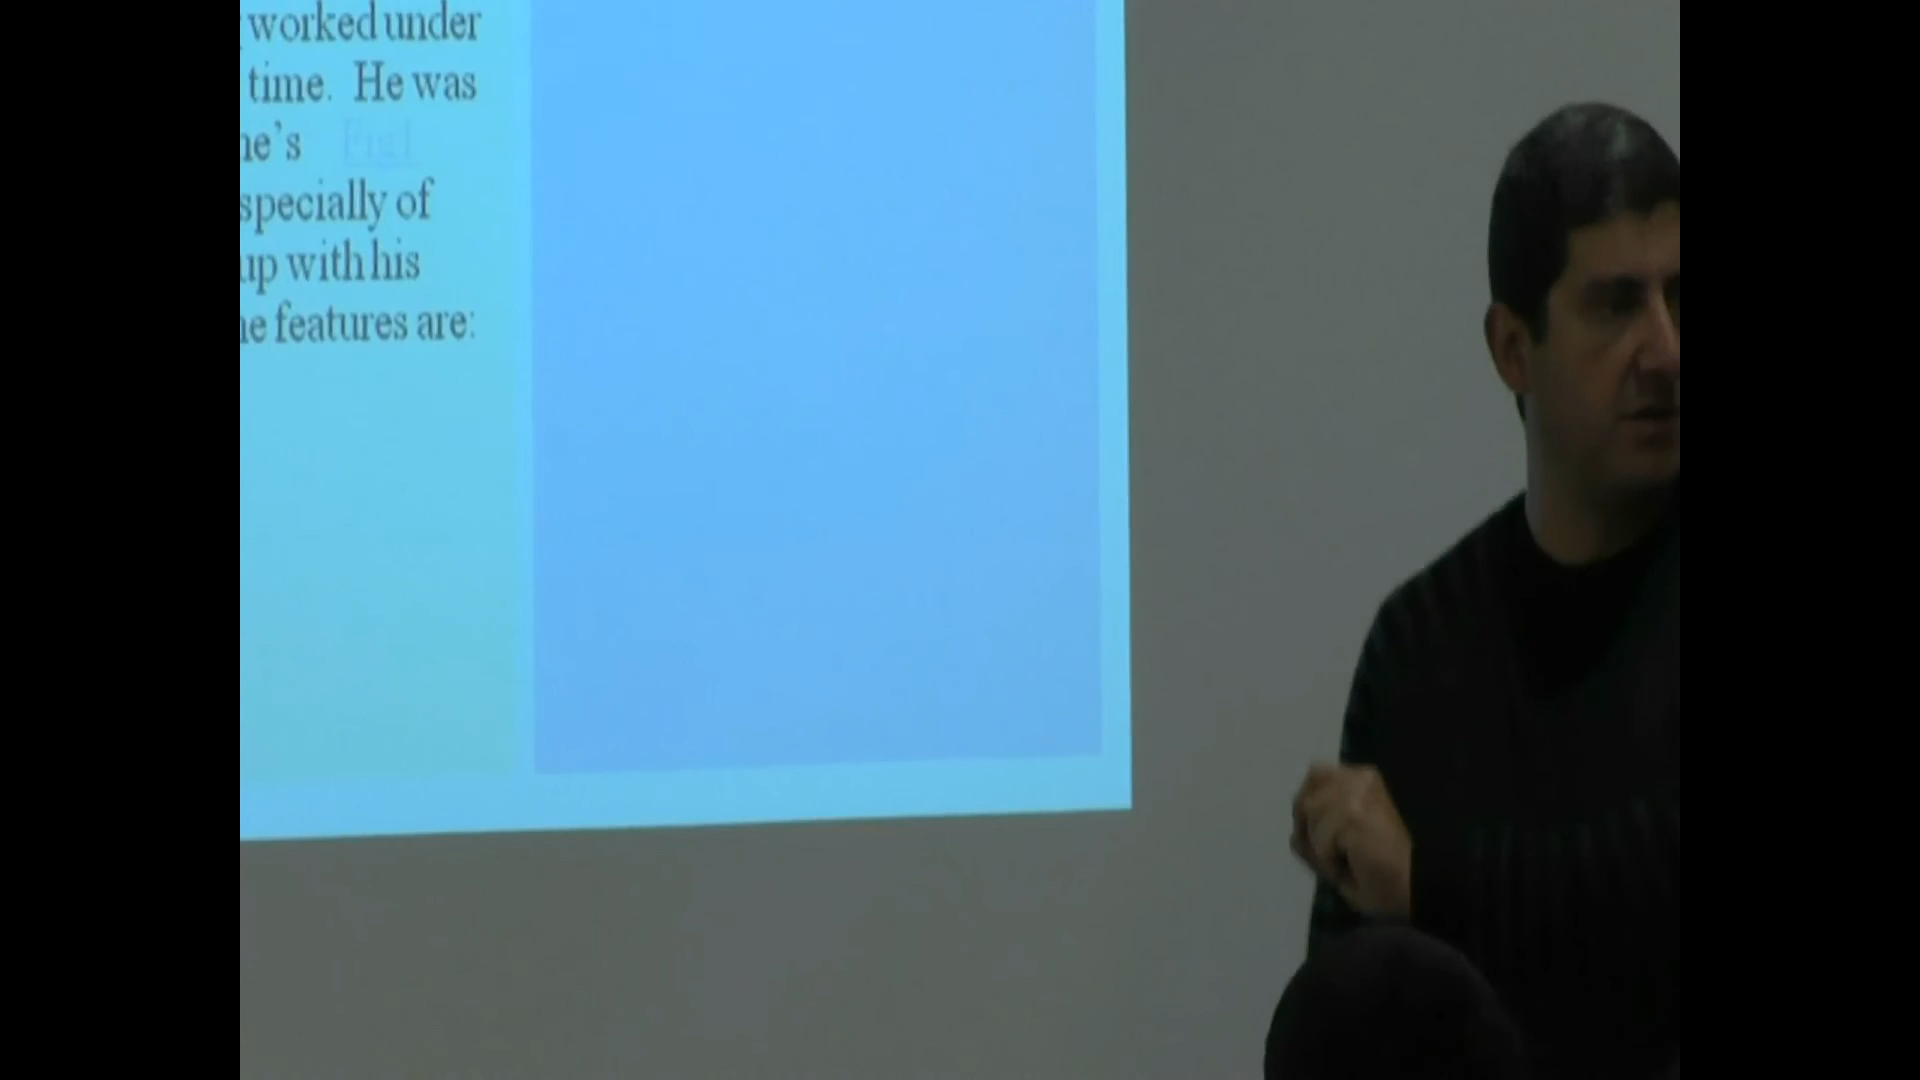 worked under
time. He was
he's
specially of
up with his
he features are: